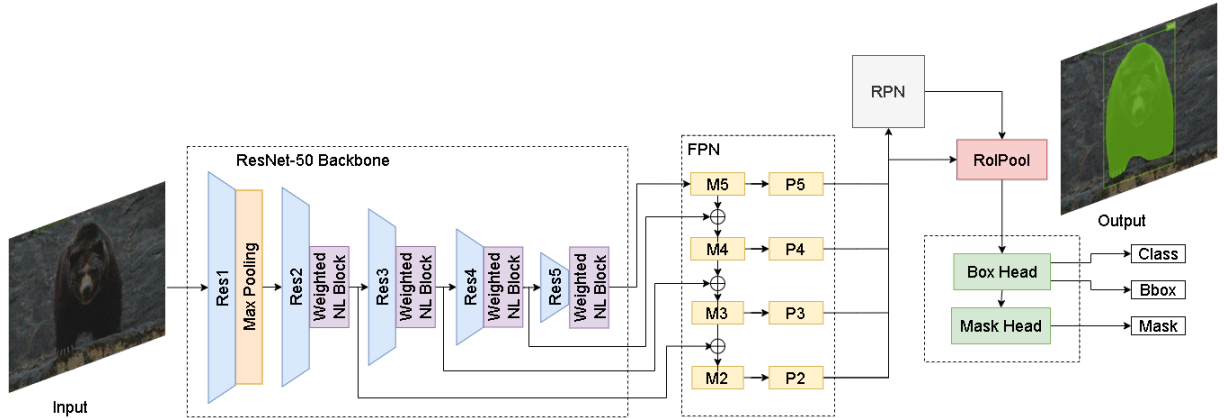 ResNet-50 Backbone
Res1
Max Pooling
Res2
Weighted
NL Block
Res3
Weighted
NL Block
Res4
Weighted
NL Block
Res5
Weighted
NL Block
Input
FPN
M5
P5
M4
P4
M3
P3
M2
P2
RPN
RoIPool
Box Head
Mask Head
Class
Bbox
Mask
Output